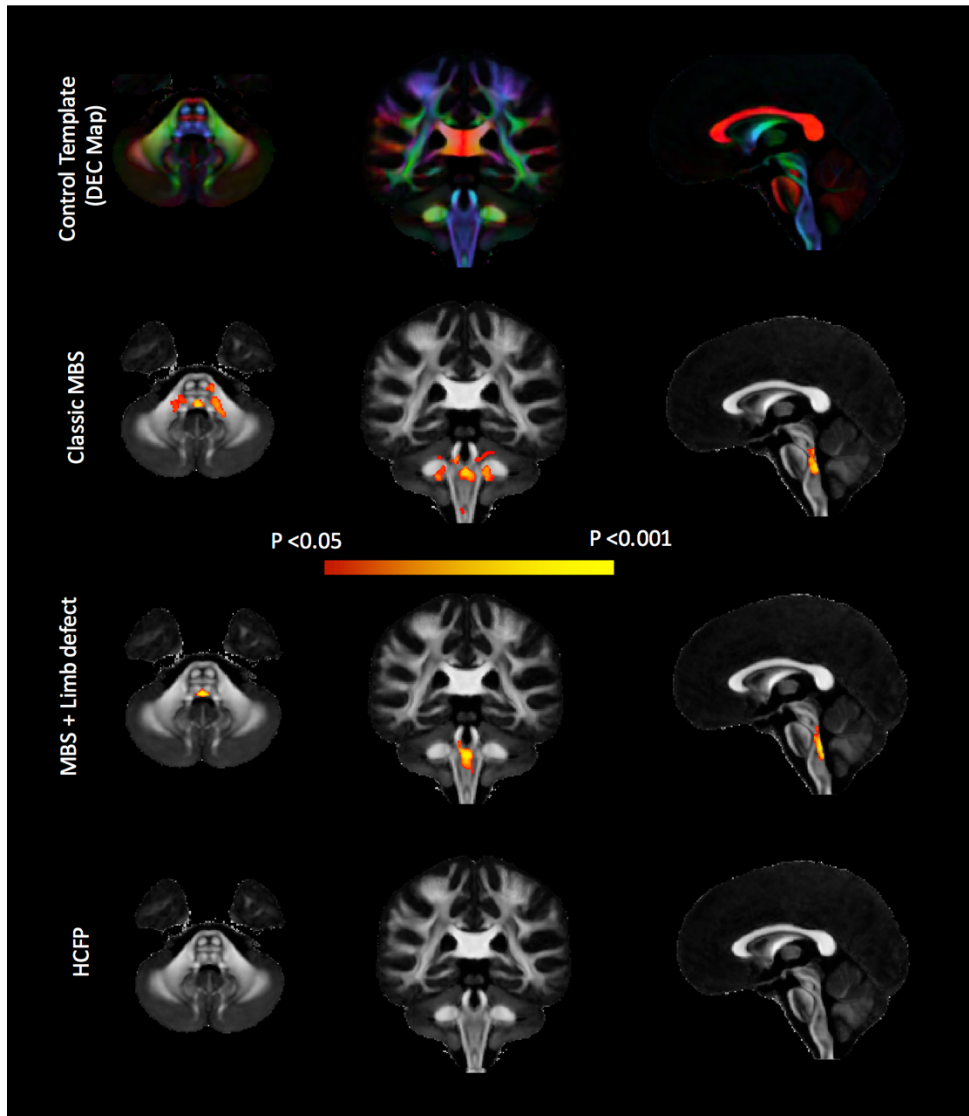 Control Template
(DEC Map)
Classic MBS
P <0.05
P <0.001
MBS + Limb defect
HCFP